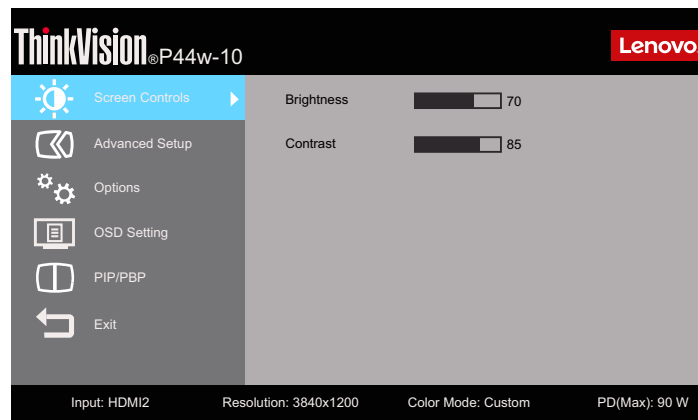 ThinkVision®P44w-10
Lenovo
Screen Controls
Brightness 70
Advanced Setup
Contrast 85
Options
OSD Setting
PIP/PBP
Exit
Input: HDMI2 Resolution: 3840x1200 Color Mode: Custom PD(Max): 90 W